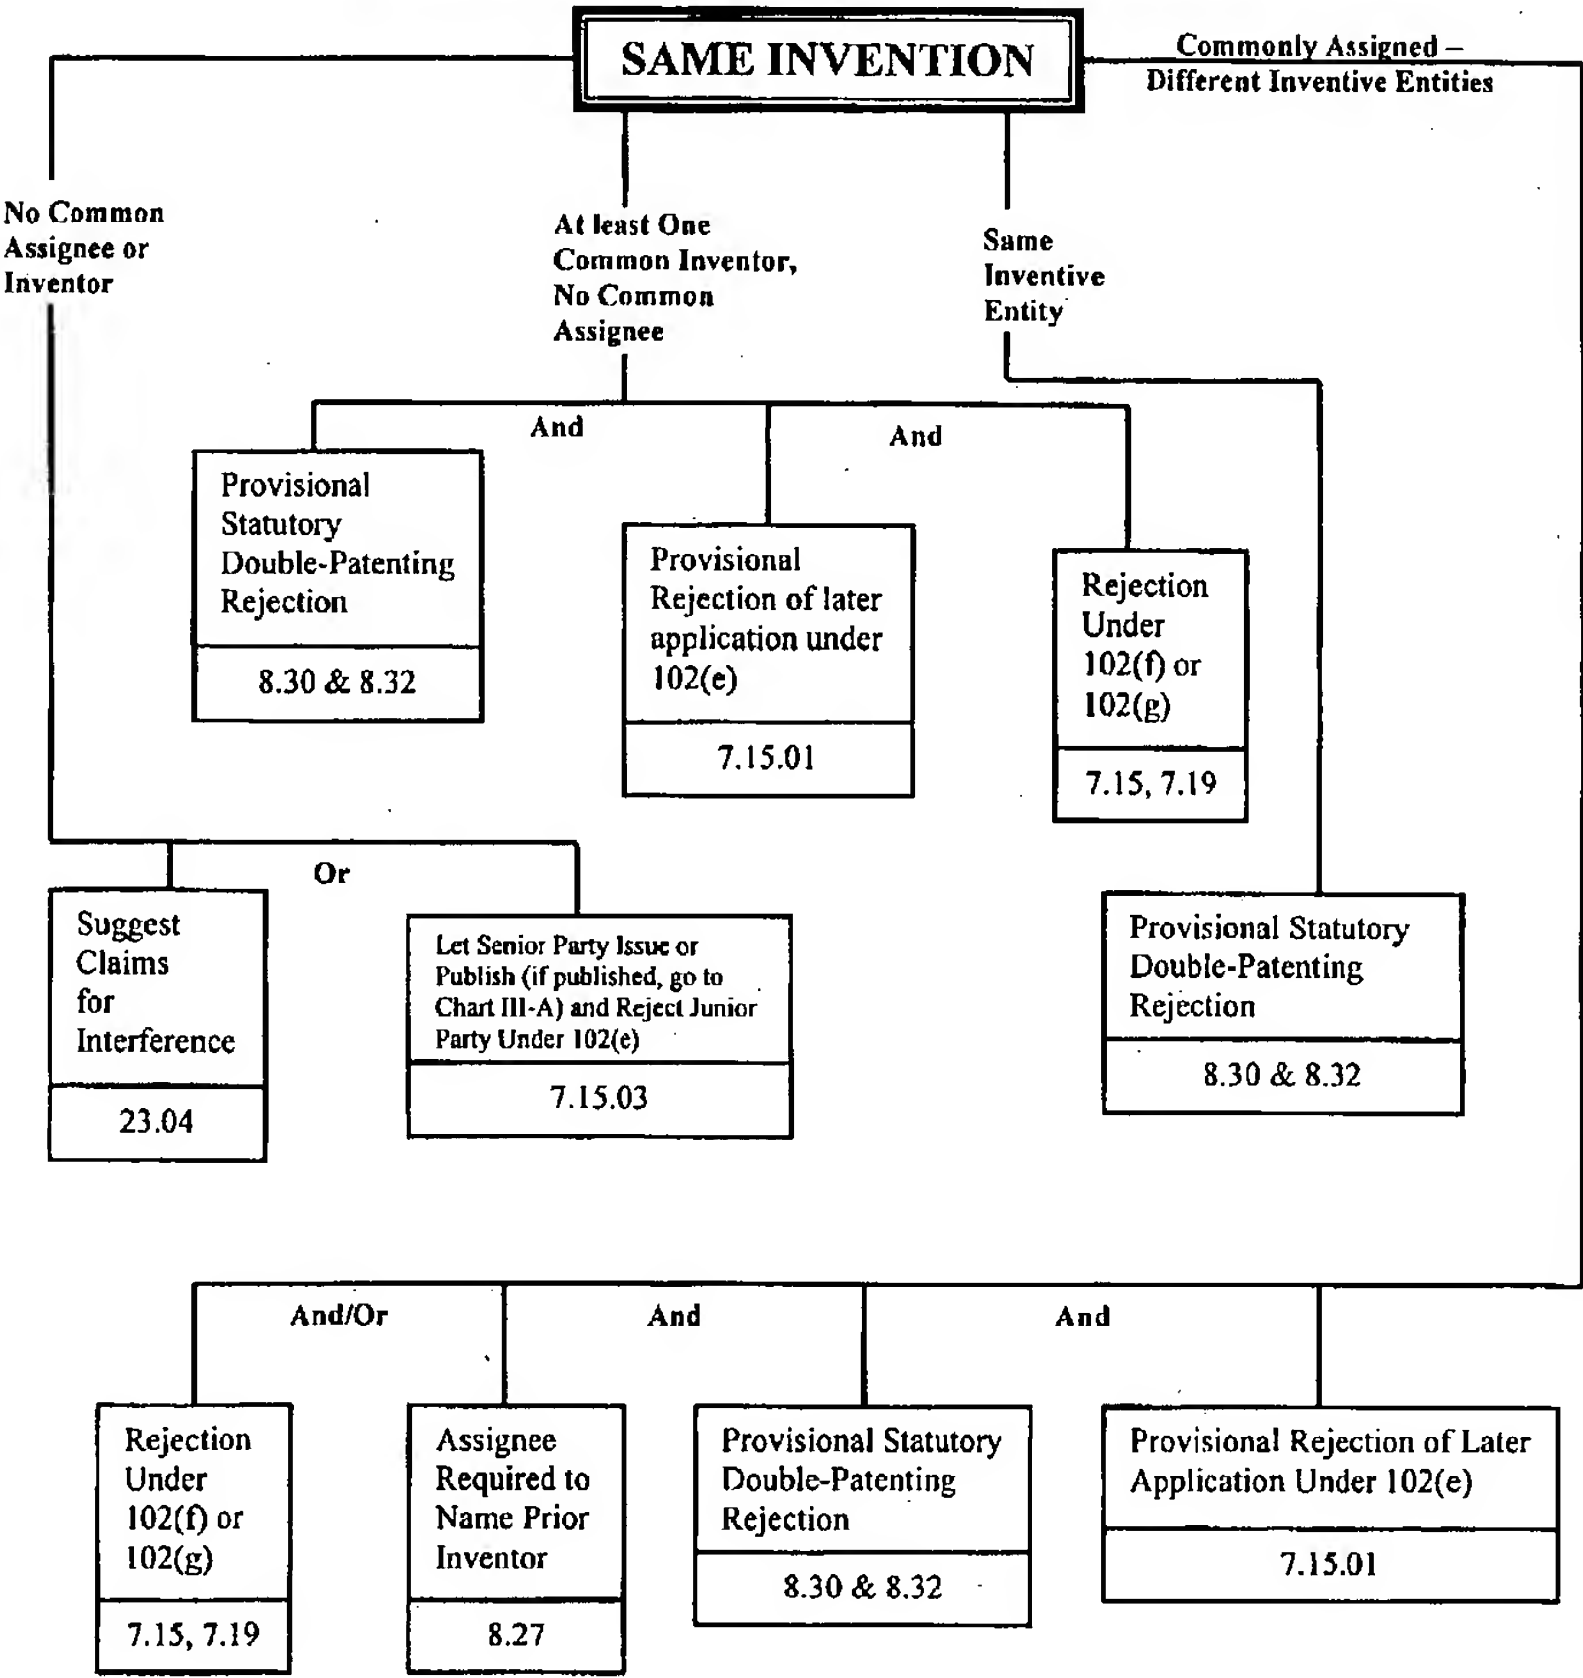 SAME INVENTION
Commonly Assigned –
Different Inventive Entities
No Common
Assignee or
Inventor
At least One
Common Inventor,
No Common
Assignee
Same
Inventive
Entity
And
And
Provisional
Statutory
Double-Patenting
Rejection
8.30 & 8.32
Provisional
Rejection of later
application under
102(e)
7.15.01
Rejection
Under
102(f) or
102(g)
7.15, 7.19
Or
Suggest
Claims
for
Interference
23.04
Let Senior Party Issue or
Publish (if published, go to
Chart III-A) and Reject Junior
Party Under 102(e)
7.15.03
Provisional Statutory
Double-Patenting
Rejection
8.30 & 8.32
And/Or
And
And
Rejection
Under
102(f) or
102(g)
7.15, 7.19
Assignee
Required to
Name Prior
Inventor
8.27
Provisional Statutory
Double-Patenting
Rejection
8.30 & 8.32
Provisional Rejection of Later
Application Under 102(e)
7.15.01